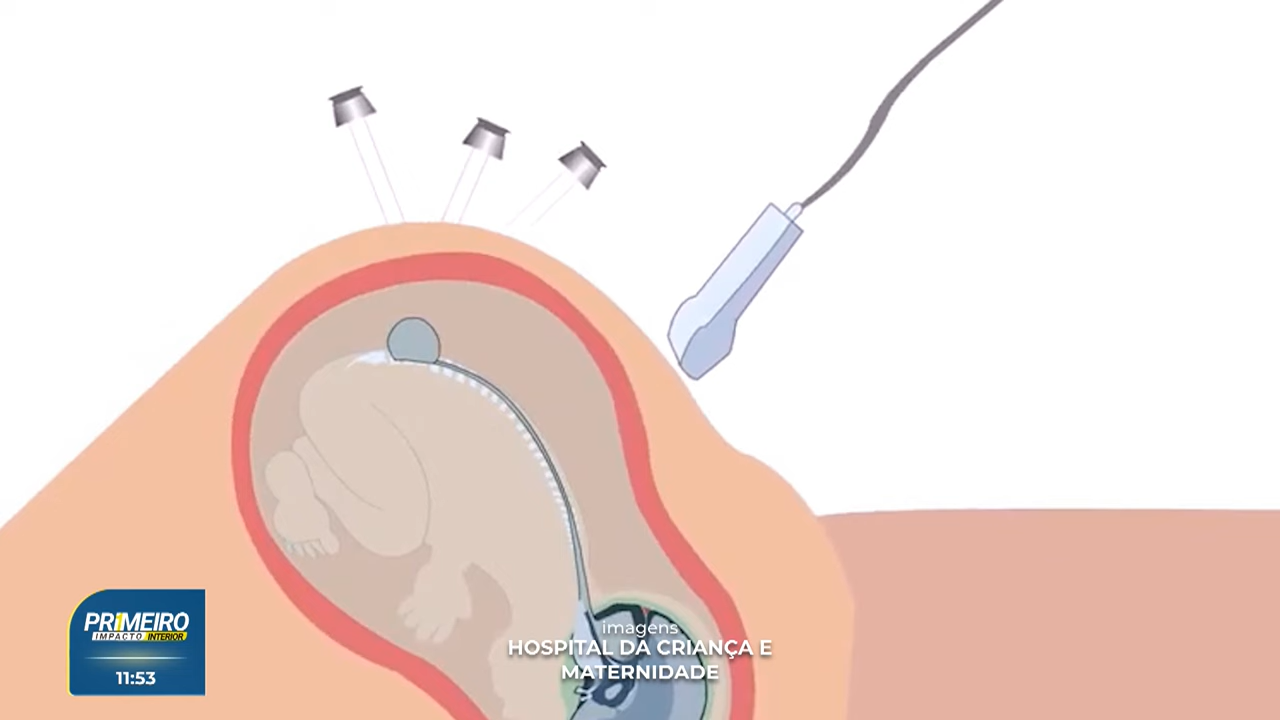 imagens
HOSPITAL DA CRIANÇA E
MATERNIDADE
PRIMEIRO
IMPACTO INTERIOR
11:53